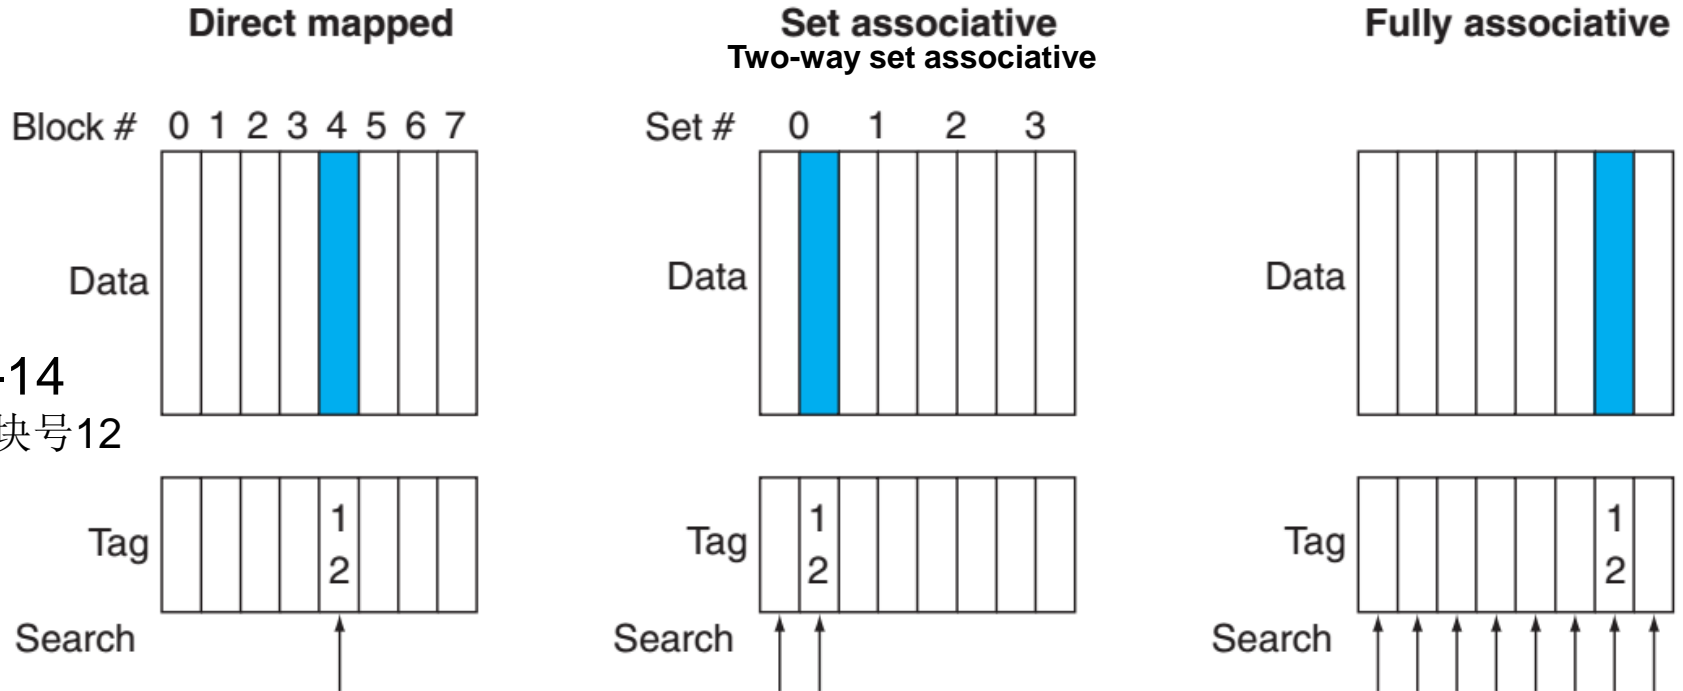 Direct mapped
Set associative
Two-way set associative
Fully associative
Block # 0 1 2 3 4 5 6 7
Set # 0 1 2 3
Data
Data
Data
-14
块号12
Tag 1 2
Tag 1 2
Tag 1 2
Search
Search
Search